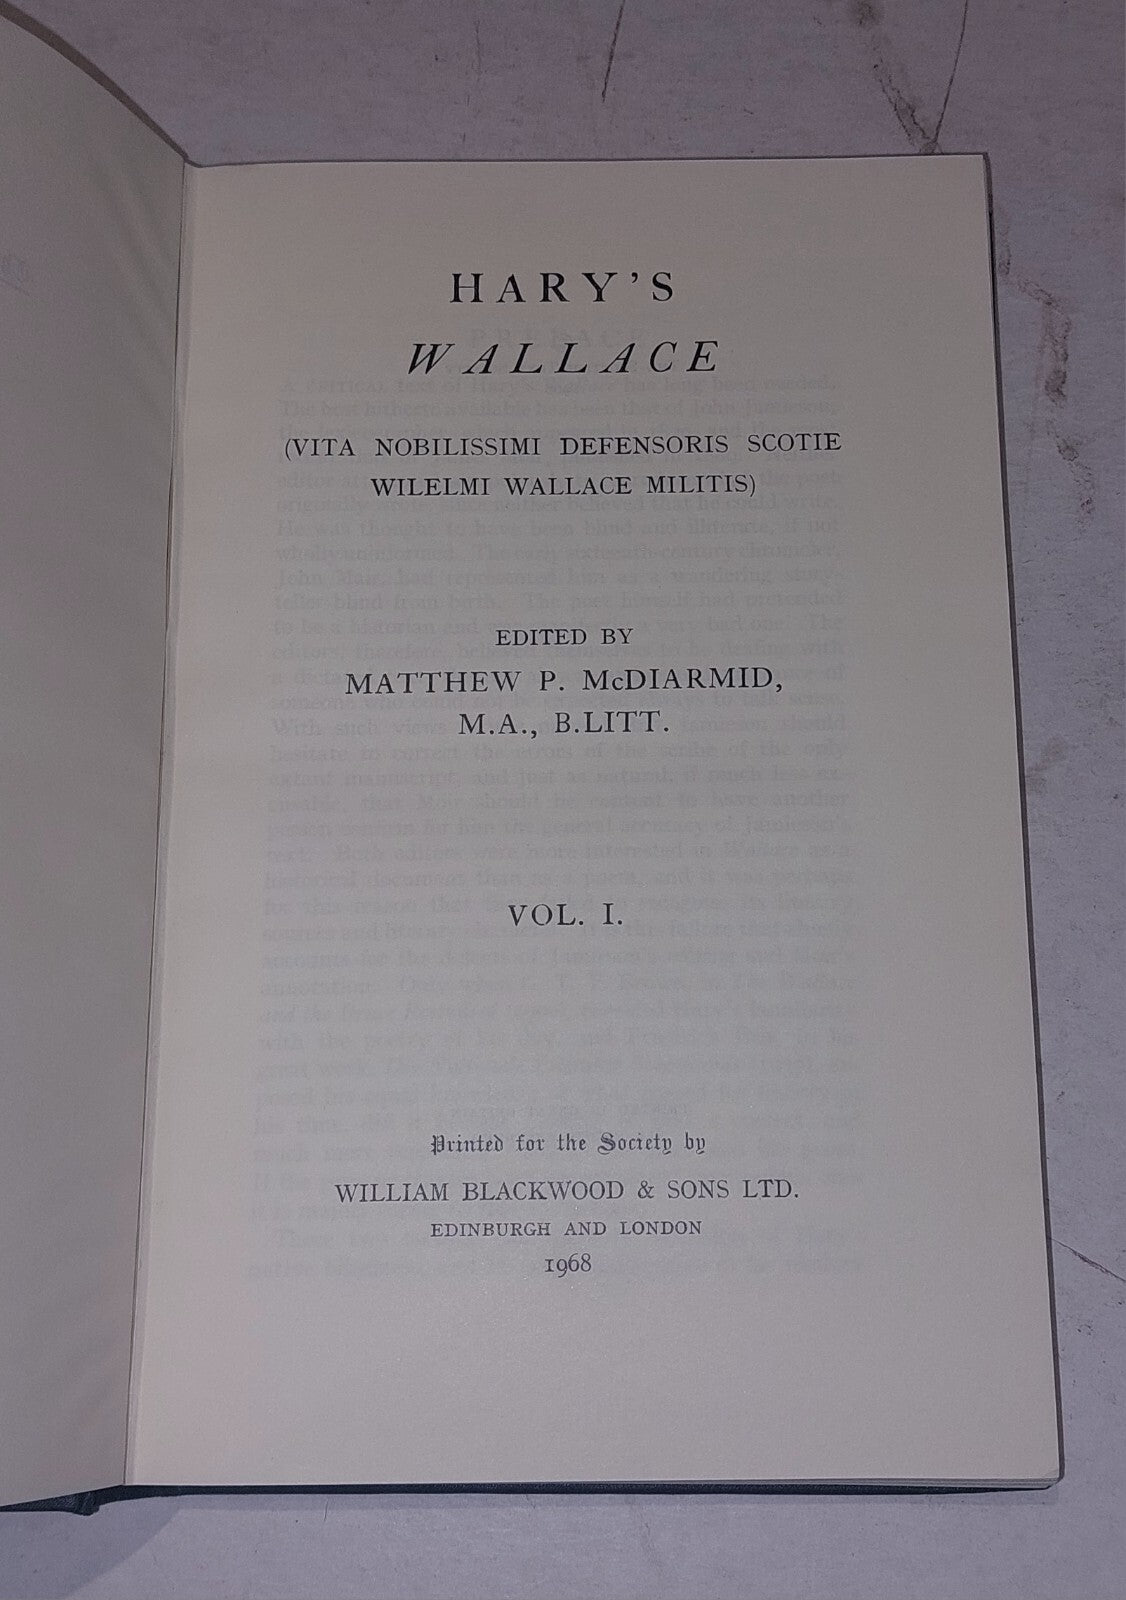 HARY'S
WALLACE
(VITA NOBILISSIMI DEFENSORIS SCOTIE
WILELMI WALLACE MILITIS)
EDITED BY
MATTHEW P. McDIARMID,
M.A., B.LITT.
VOL. I.
Printed for the Society by
WILLIAM BLACKWOOD & SONS LTD.
EDINBURGH AND LONDON
1968